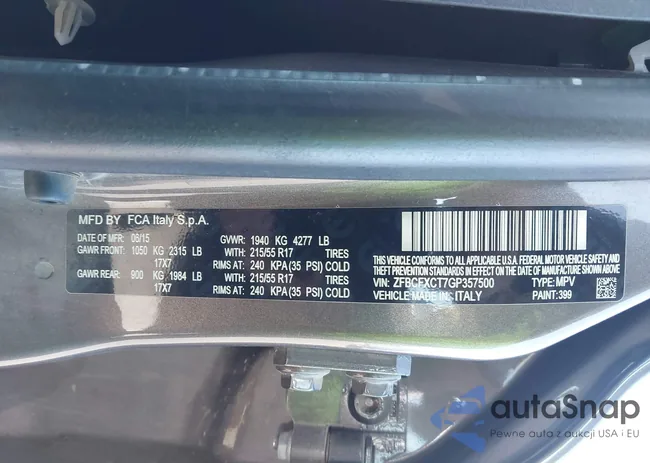 MFD BY FCA Italy S.p.A.
DATE OF MFR: 06/15 GVWR: 1940 KG 4277 LB
GAWR FRONT: 1050 KG 2315 LB WITH: 215/55 R17 TIRES
17X7 RIMS AT: 240 KPA(35 PSI) COLD
GAWR REAR: 900 KG 1984 LB WITH: 215/55 R17 TIRES
17X7 RIMS AT: 240 KPA (35 PSI) COLD
THIS VEHICLE CONFORMS TO ALL APPLICABLE U.S.A. FEDERAL MOTOR VEHICLE
SAFETY, BUMPER, AND THEFT PREVENTION STANDARDS IN EFFECT ON THE DATE OF MANUFACTURE SHOWN ABOVE.
VIN: ZFBCFXCT7GP357500 TYPE: MPV
VEHICLE MADE IN: ITALY PAINT: 399
autaSnap
Pewne auta z aukcji USA i EU